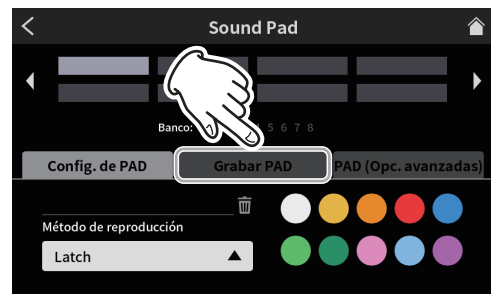 Sound Pad
Banco: 5 6 7 8
Config. de PAD Grabar PAD PAD (Opc. avanzadas)
Método de reproducción
Latch